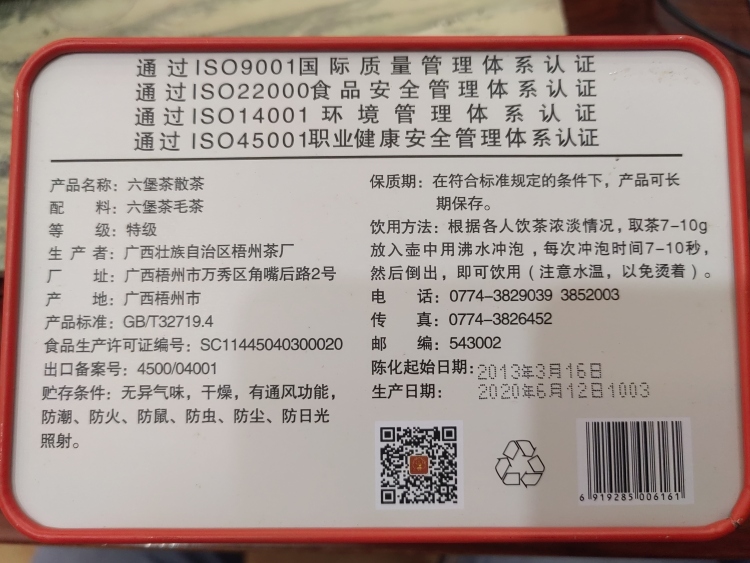 通过ISO9001国际质量管理体系认证
通过ISO22000食品安全管理体系认证
通过ISO14001环境管理体系认证
通过ISO45001职业健康安全管理体系认证
产品名称：六堡茶散茶
配料：六堡茶毛茶
等级：特级
生产者：广西壮族自治区梧州茶厂
厂址：广西梧州市万秀区角嘴后路2号
产地：广西梧州市
产品标准：GB/T32719.4
食品生产许可证编号：SC11445040300020
出口备案号：4500/04001
贮存条件：无异气味，干燥，有通风功能，
防潮、防火、防鼠、防虫、防尘、防日光
照射。
保质期：在符合标准规定的条件下，产品可长
期保存。
饮用方法：根据各人饮茶浓淡情况，取茶7-10g
放入壶中用沸水冲泡，每次冲泡时间7-10秒，
然后倒出，即可饮用（注意水温，以免烫着）。
电话：0774-3829039 3852003
传真：0774-3826452
邮编：543002
陈化起始日期：2013年3月16日
生产日期：2020年6月12日1003
6 919285 006161